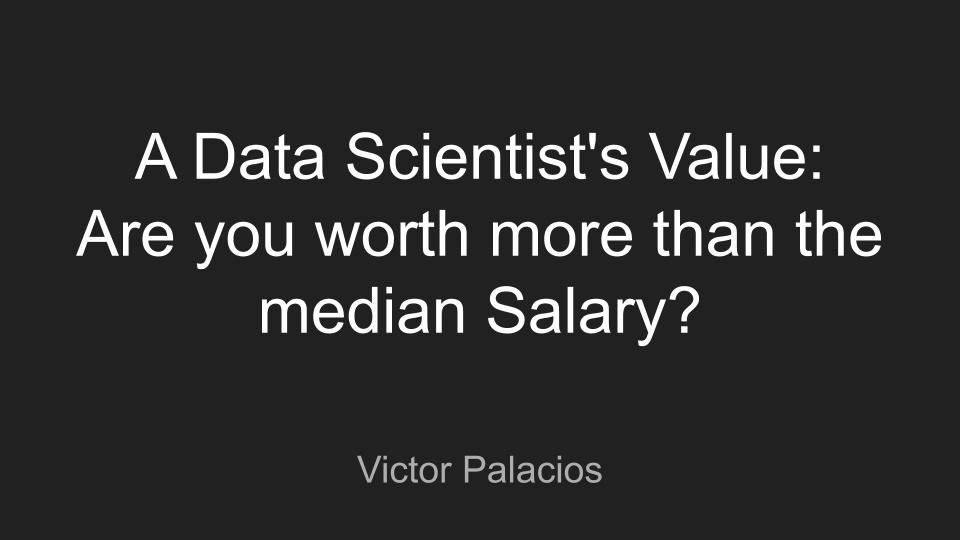 A Data Scientist's Value:
Are you worth more than the
median Salary?
Victor Palacios